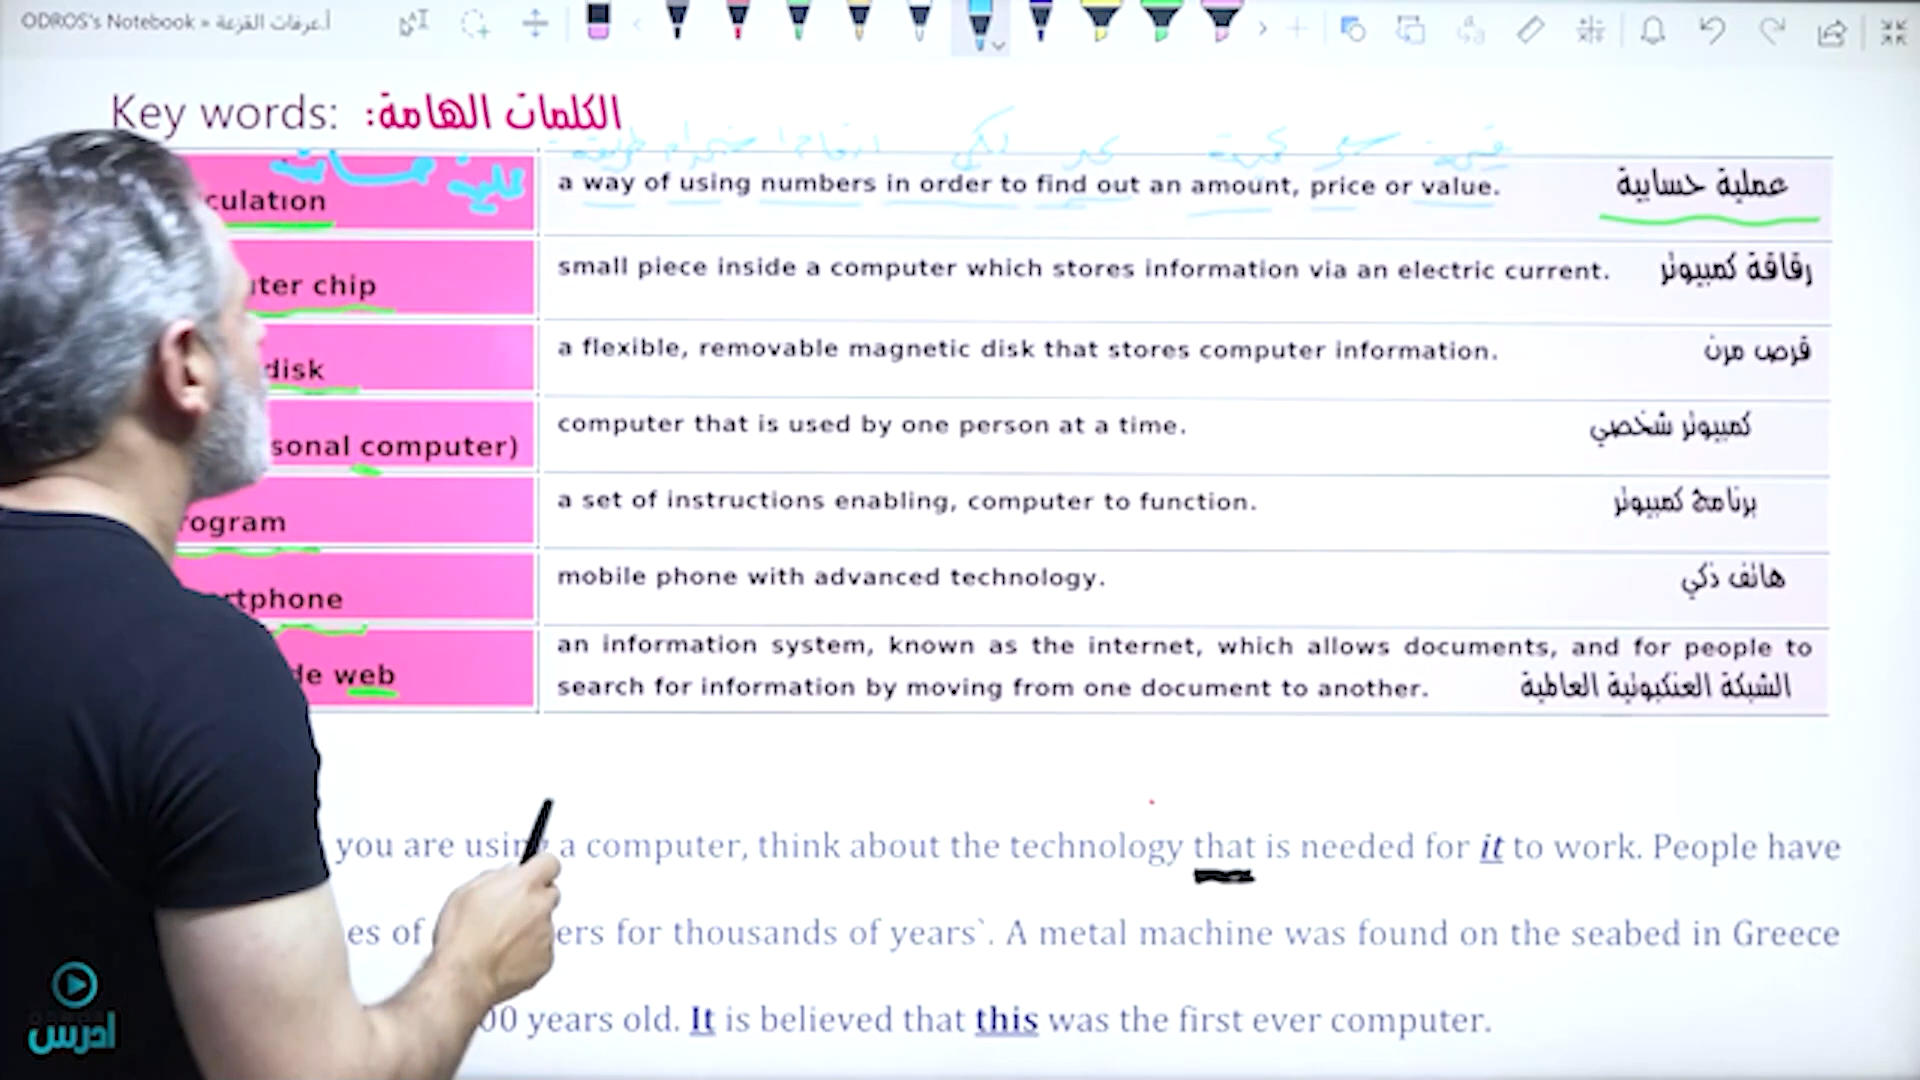 ODROS's Notebook » أ.عرفات القرعة
Key words: الكلمات الهامة:
culation a way of using numbers in order to find out an amount, price or value. عملية حسابية
ter chip small piece inside a computer which stores information via an electric current. رقاقة كمبيوتر
disk a flexible, removable magnetic disk that stores computer information. قرص مرن
sonal computer) computer that is used by one person at a time. كمبيوتر شخصي
rogram a set of instructions enabling, computer to function. برنامج كمبيوتر
rtphone mobile phone with advanced technology. هاتف ذكي
de web an information system, known as the internet, which allows documents, and for people to
search for information by moving from one document to another. الشبكة العنكبوتية العالمية
you are using a computer, think about the technology that is needed for it to work. People have
es of ers for thousands of years`. A metal machine was found on the seabed in Greece
00 years old. It is believed that this was the first ever computer.
ادرس